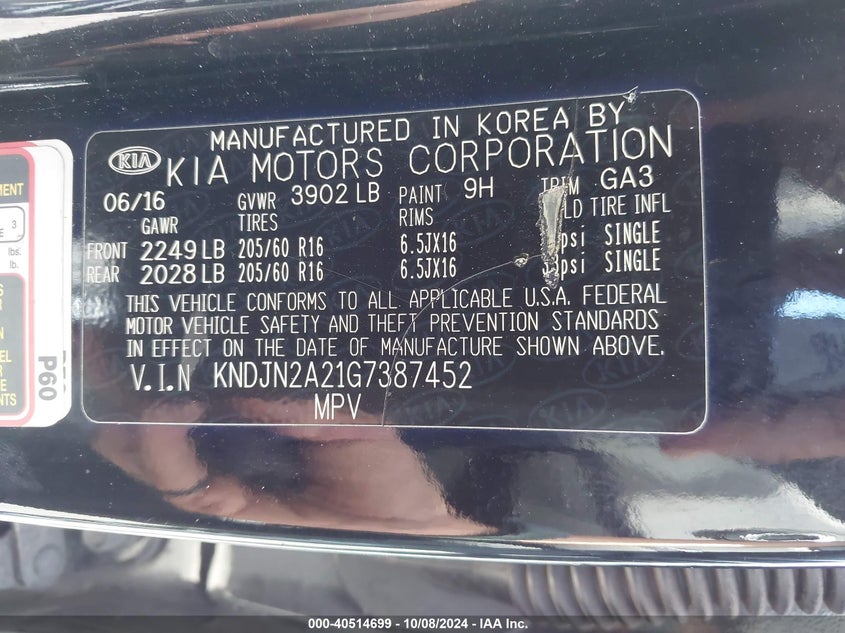 MANUFACTURED IN KOREA BY
KIA KIA MOTORS CORPORATION
06/16 GVWR 3902 LB PAINT 9H TRIM GA3
GAWR TIRES RIMS TIRE INFL
FRONT 2249 LB 205/60 R16 6.5JX16 psi SINGLE
REAR 2028 LB 205/60 R16 6.5JX16 psi SINGLE
THIS VEHICLE CONFORMS TO ALL APPLICABLE U.S.A. FEDERAL
MOTOR VEHICLE SAFETY AND THEFT PREVENTION STANDARDS
IN EFFECT ON THE DATE OF MANUFACTURE SHOWN ABOVE.
V.I.N KNDJN2A21G7387452
MPV
3
lbs.
lb.
P60
000-40514699 - 10/08/2024 - IAA Inc.